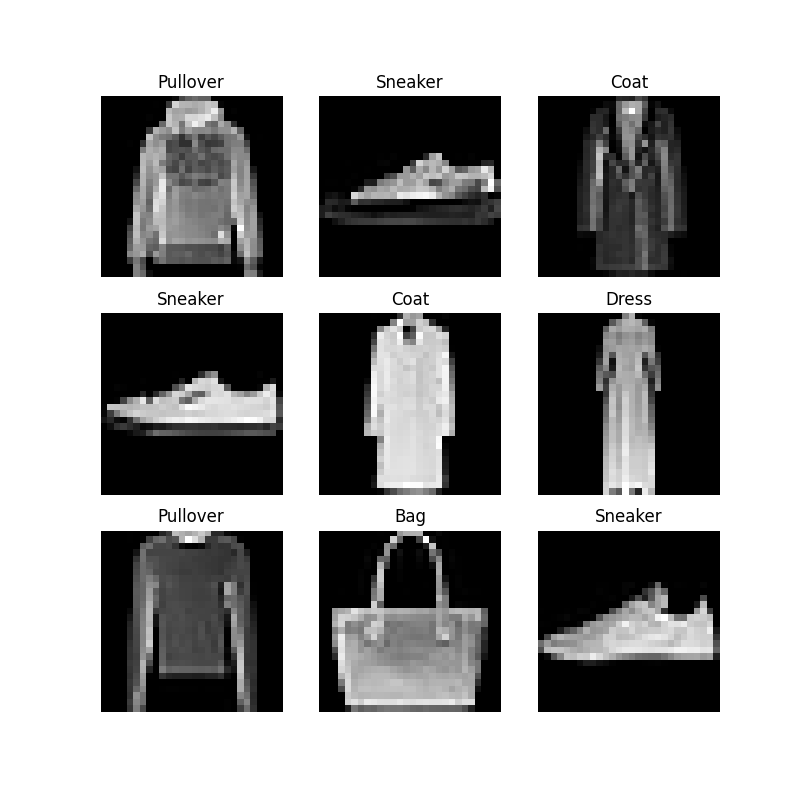 Pullover
Sneaker
Coat
Sneaker
Coat
Dress
Pullover
Bag
Sneaker